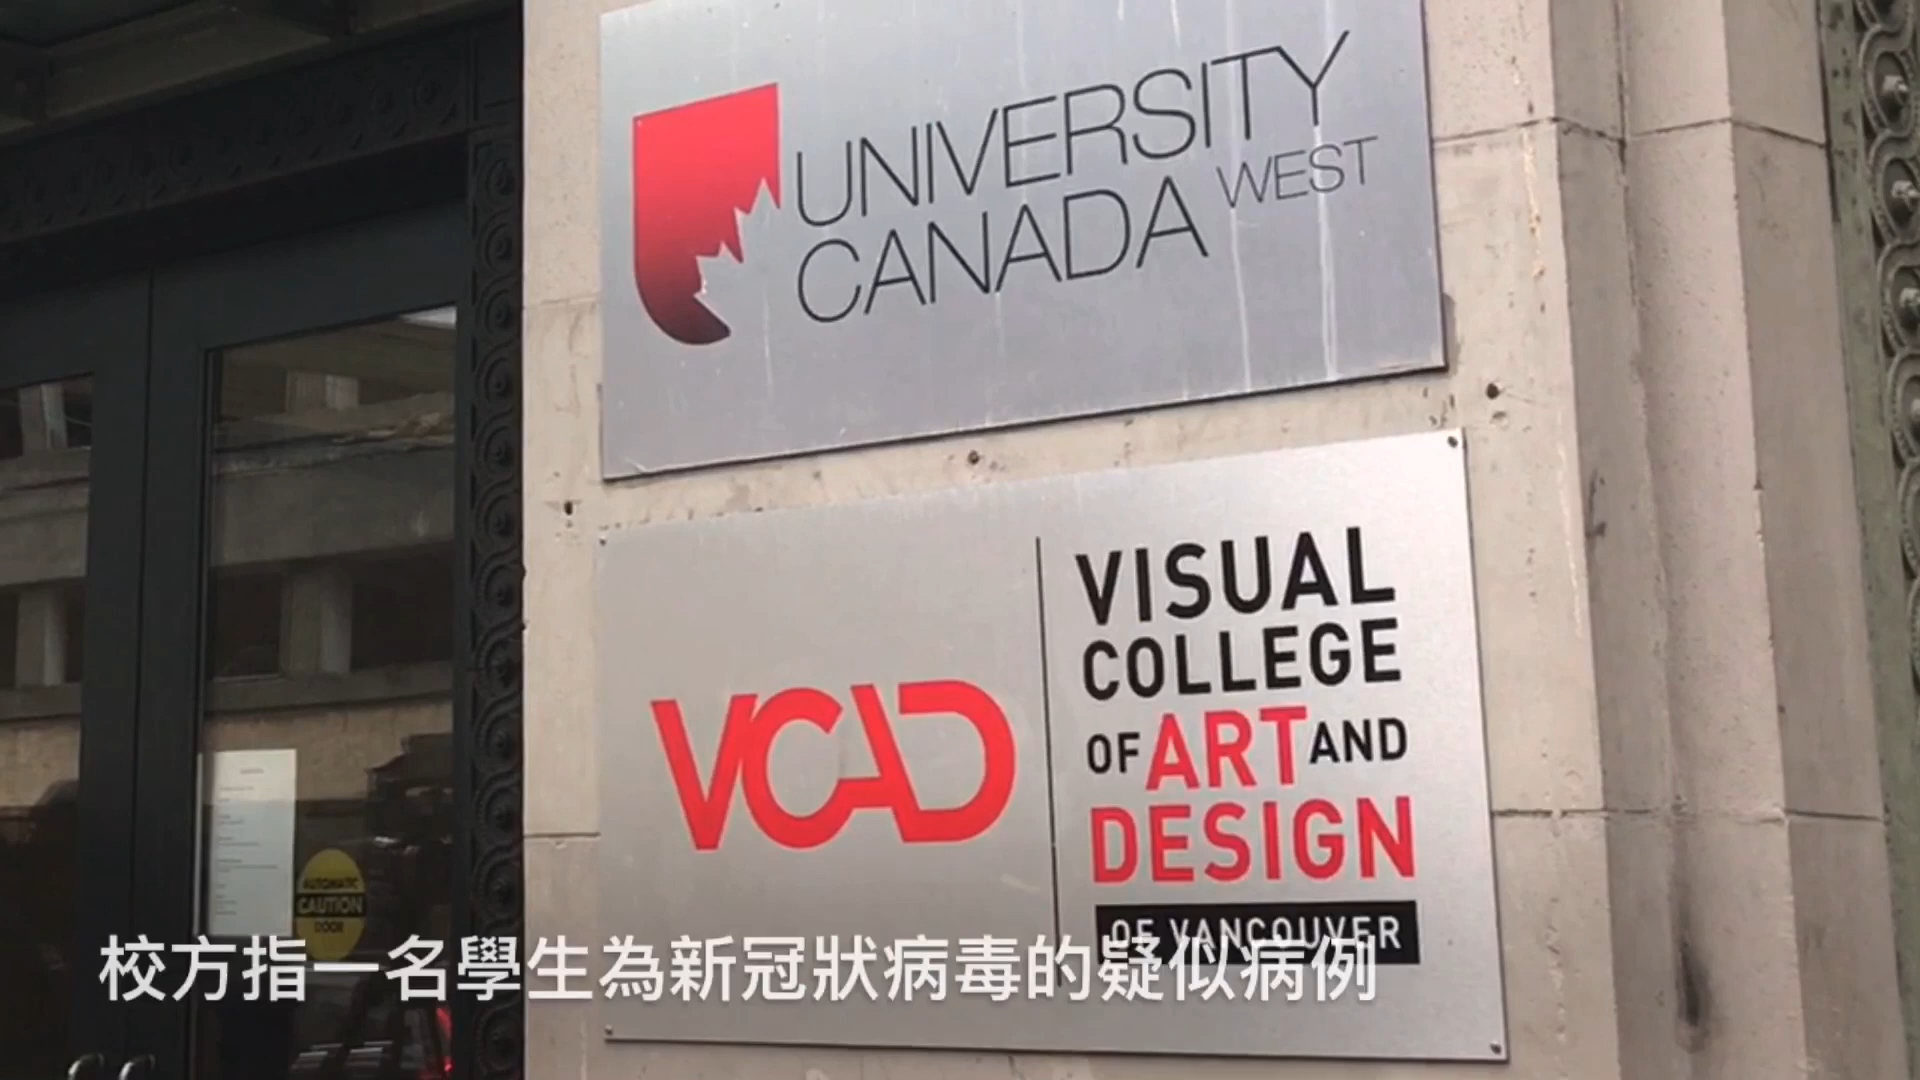 UNIVERSITY
CANADA WEST
VCAD
VISUAL
COLLEGE
OF ART AND
DESIGN
OF VANCOUVER
AUTOMATIC
CAUTION
DOOR
校方指一名學生為新冠狀病毒的疑似病例